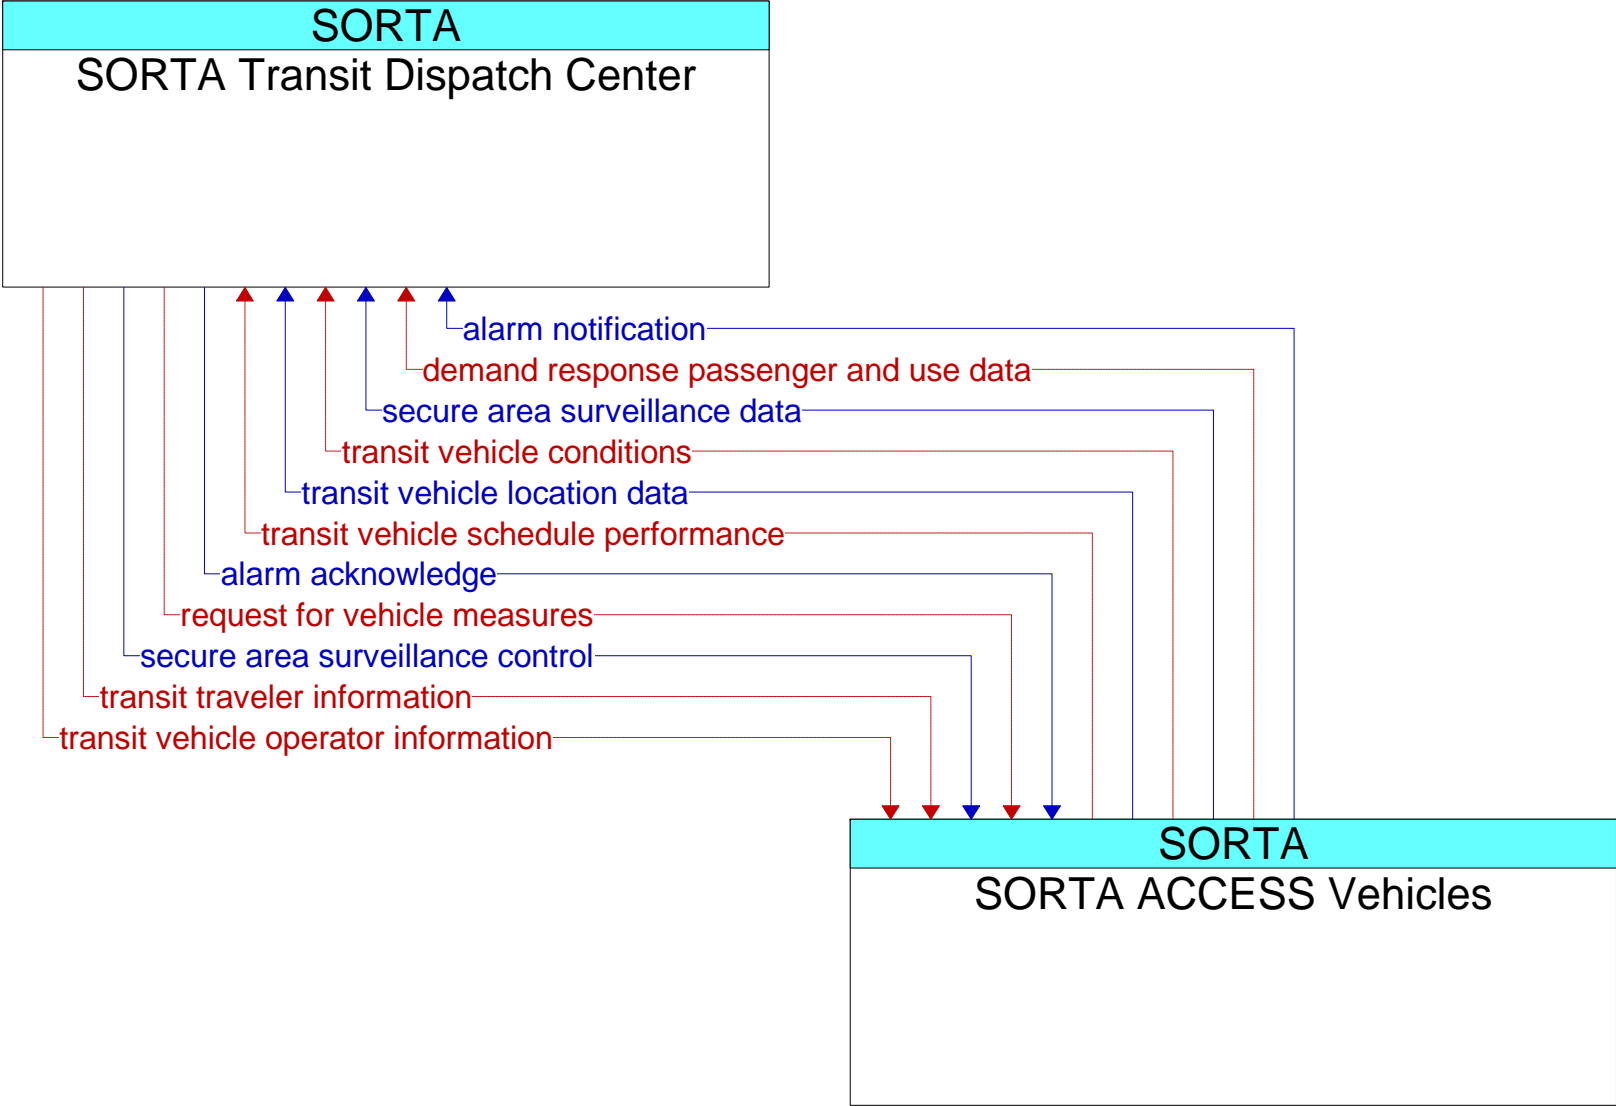 SORTA
SORTA Transit Dispatch Center
alarm notification
demand response passenger and use data
secure area surveillance data
transit vehicle conditions
transit vehicle location data
transit vehicle schedule performance
alarm acknowledge
request for vehicle measures
secure area surveillance control
transit traveler information
transit vehicle operator information
SORTA
SORTA ACCESS Vehicles